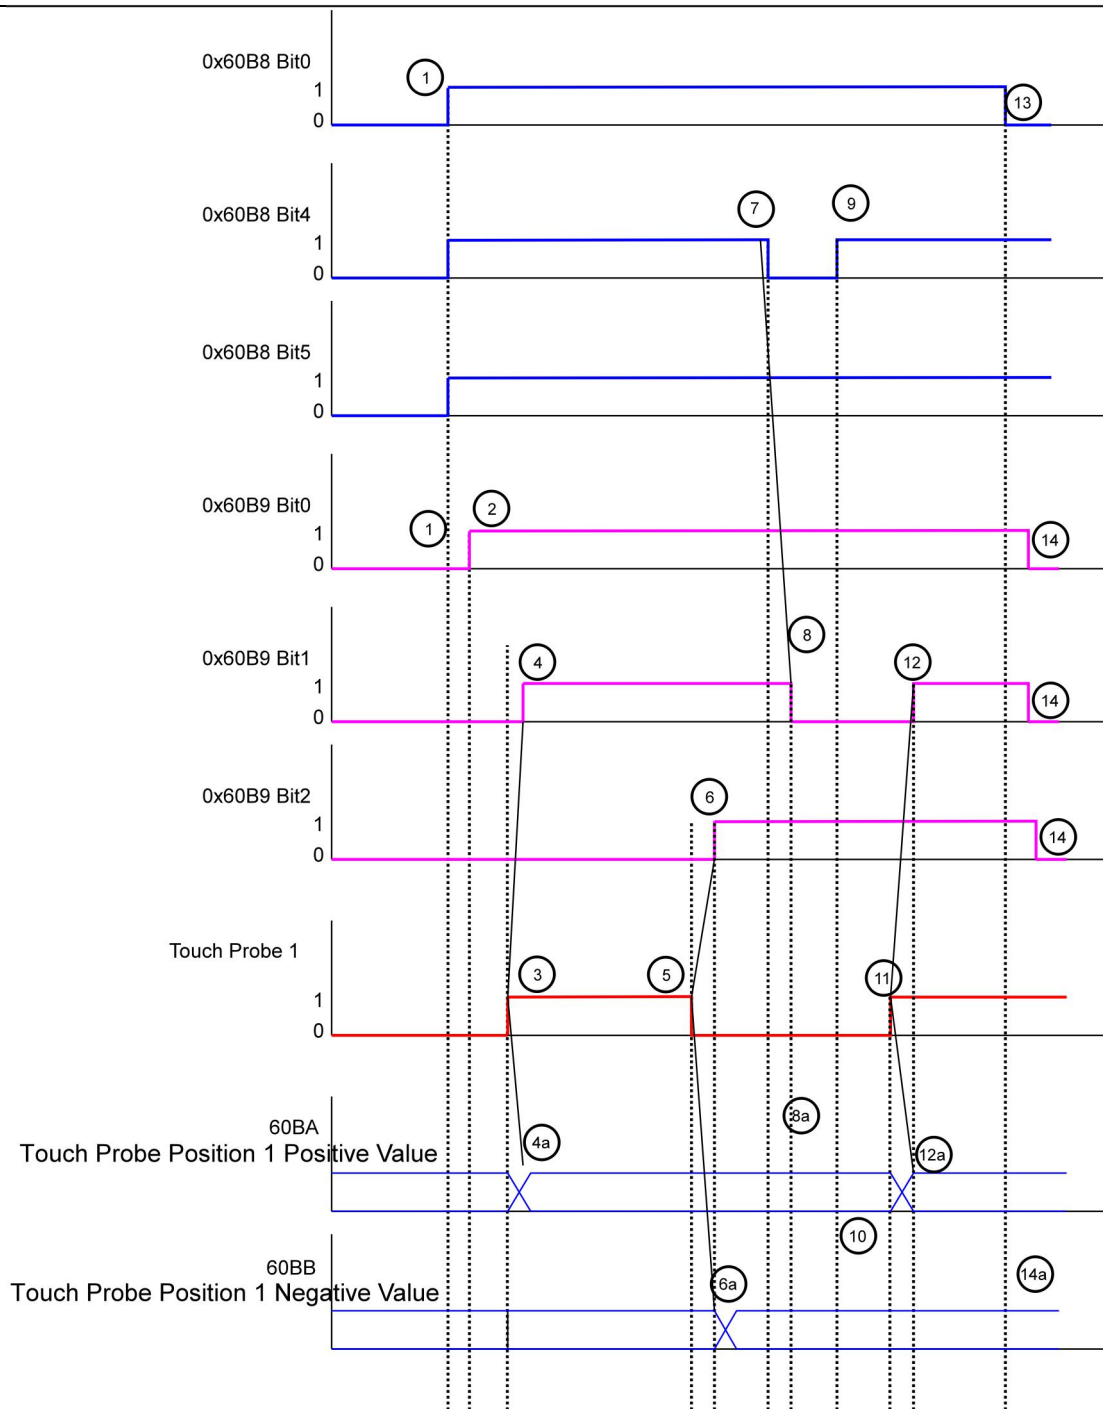 0x60B8 Bit0
1
1
0
13
0x60B8 Bit4
7
9
1
0
0x60B8 Bit5
1
0
0x60B9 Bit0
2
1
1
0
14
0x60B9 Bit1
4
8
12
1
0
14
0x60B9 Bit2
6
1
0
14
Touch Probe 1
3
5
11
1
0
60BA
Touch Probe Position 1 Positive Value
4a
8a
12a
10
60BB
Touch Probe Position 1 Negative Value
6a
14a